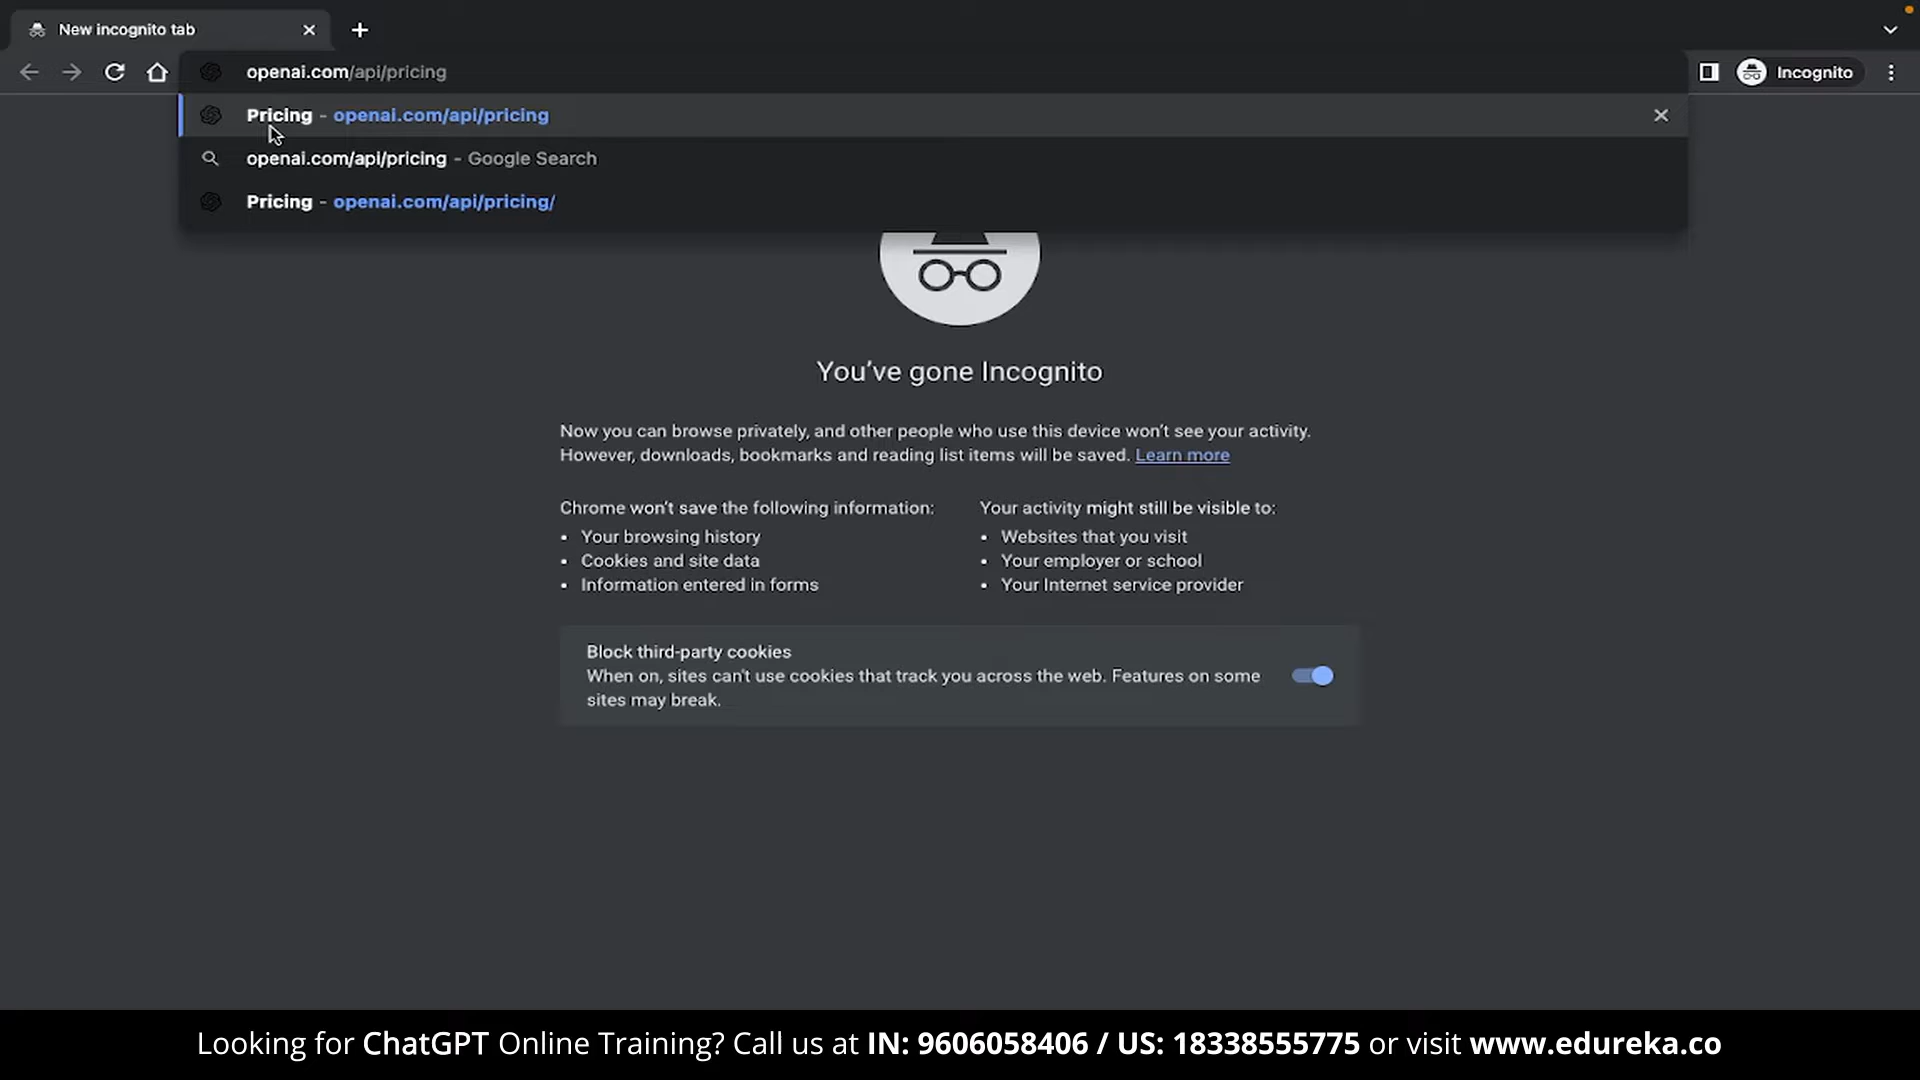 New incognito tab
openai.com/api/pricing
Incognito
Pricing - openai.com/api/pricing
openai.com/api/pricing - Google Search
Pricing - openai.com/api/pricing/
You've gone Incognito
Now you can browse privately, and other people who use this device won't see your activity.
However, downloads, bookmarks and reading list items will be saved. Learn more
Chrome won't save the following information:
• Your browsing history
• Cookies and site data
• Information entered in forms
Your activity might still be visible to:
• Websites that you visit
• Your employer or school
• Your Internet service provider
Block third-party cookies
When on, sites can't use cookies that track you across the web. Features on some
sites may break.
Looking for ChatGPT Online Training? Call us at IN: 9606058406 / US: 18338555775 or visit www.edureka.co